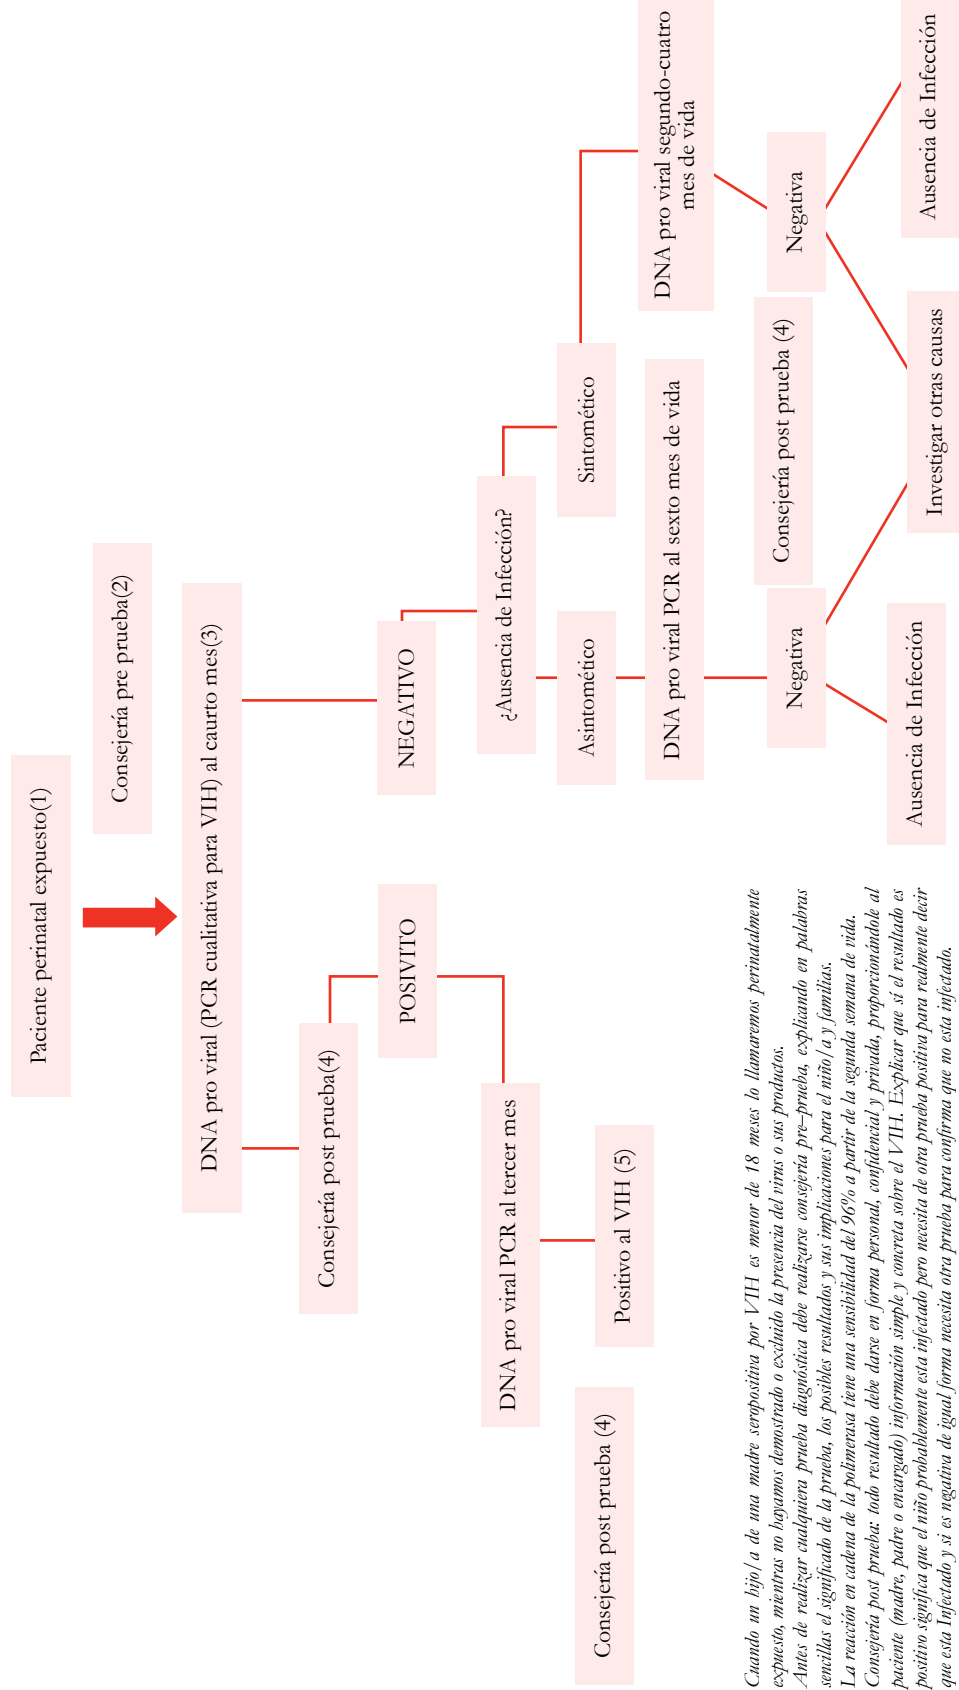 Paciente perinatal expuesto(1)
Consejería pre prueba(2)
DNA pro viral (PCR cualitativa para VIH) al caurto mes(3)
Consejería post prueba(4)
POSIVITO
NEGATIVO
DNA pro viral PCR al tercer mes
¿Ausencia de Infección?
Consejería post prueba (4)
Positivo al VIH (5)
Asintomético
Sintomético
DNA pro viral PCR al sexto mes de vida
DNA pro viral segundo-cuatro
mes de vida
Negativa
Consejería post prueba (4)
Negativa
Ausencia de Infección
Investigar otras causas
Ausencia de Infección
Cuando un hijo/a de una madre seropositiva por VIH es menor de 18 meses lo llamaremos perinatalmente
expuesto, mientras no hayamos demostrado o excluido la presencia del virus o sus productos.
Antes de realizar cualquiera prueba diagnóstica debe realizarse consejería pre–prueba, explicando en palabras
sencillas el significado de la prueba, los posibles resultados y sus implicaciones para el niño/a y familias.
La reacción en cadena de la polimerasa tiene una sensibilidad del 96% a partir de la segunda semana de vida.
Consejería post prueba: todo resultado debe darse en forma personal, confidencial y privada, proporcionándole al
paciente (madre, padre o encargado) información simple y concreta sobre el VIH. Explicar que sí el resultado es
positivo significa que el niño probablemente esta infectado pero necesita de otra prueba positiva para realmente decir
que esta Infectado y si es negativa de igual forma necesita otra prueba para confirma que no esta infectado.